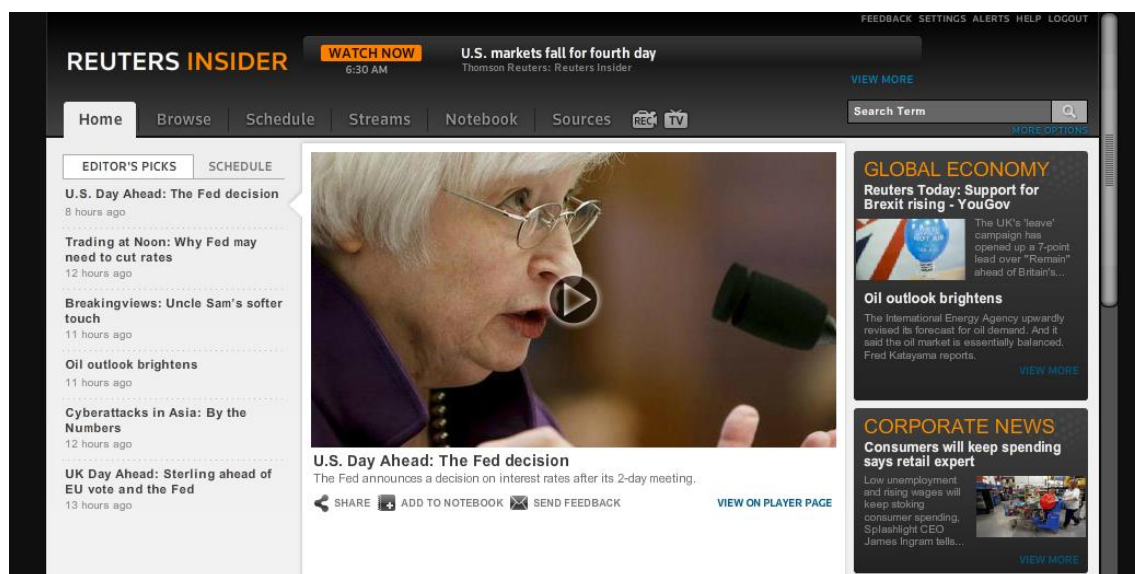 FEEDBACK SETTINGS ALERTS HELP LOGOUT
REUTERS INSIDER
WATCH NOW
6:30 AM
U.S. markets fall for fourth day
Thomson Reuters: Reuters Insider
VIEW MORE
Home Browse Schedule Streams Notebook Sources REC TV
Search Term
MORE OPTIONS
EDITOR'S PICKS SCHEDULE
U.S. Day Ahead: The Fed decision
8 hours ago
Trading at Noon: Why Fed may
need to cut rates
12 hours ago
Breakingviews: Uncle Sam's softer
touch
11 hours ago
Oil outlook brightens
11 hours ago
Cyberattacks in Asia: By the
Numbers
12 hours ago
UK Day Ahead: Sterling ahead of
EU vote and the Fed
13 hours ago
U.S. Day Ahead: The Fed decision
The Fed announces a decision on interest rates after its 2-day meeting.
SHARE ADD TO NOTEBOOK SEND FEEDBACK VIEW ON PLAYER PAGE
GLOBAL ECONOMY
Reuters Today: Support for
Brexit rising - YouGov
The UK's 'leave'
campaign has
opened up a 7-point
lead over "Remain"
ahead of Britain's...
Oil outlook brightens
The International Energy Agency upwardly
revised its forecast for oil demand. And it
said the oil market is essentially balanced.
Fred Katayama reports.
VIEW MORE
CORPORATE NEWS
Consumers will keep spending
says retail expert
Low unemployment
and rising wages will
keep stoking
consumer spending,
Splashlight CEO
James Ingram tells...
VIEW MORE